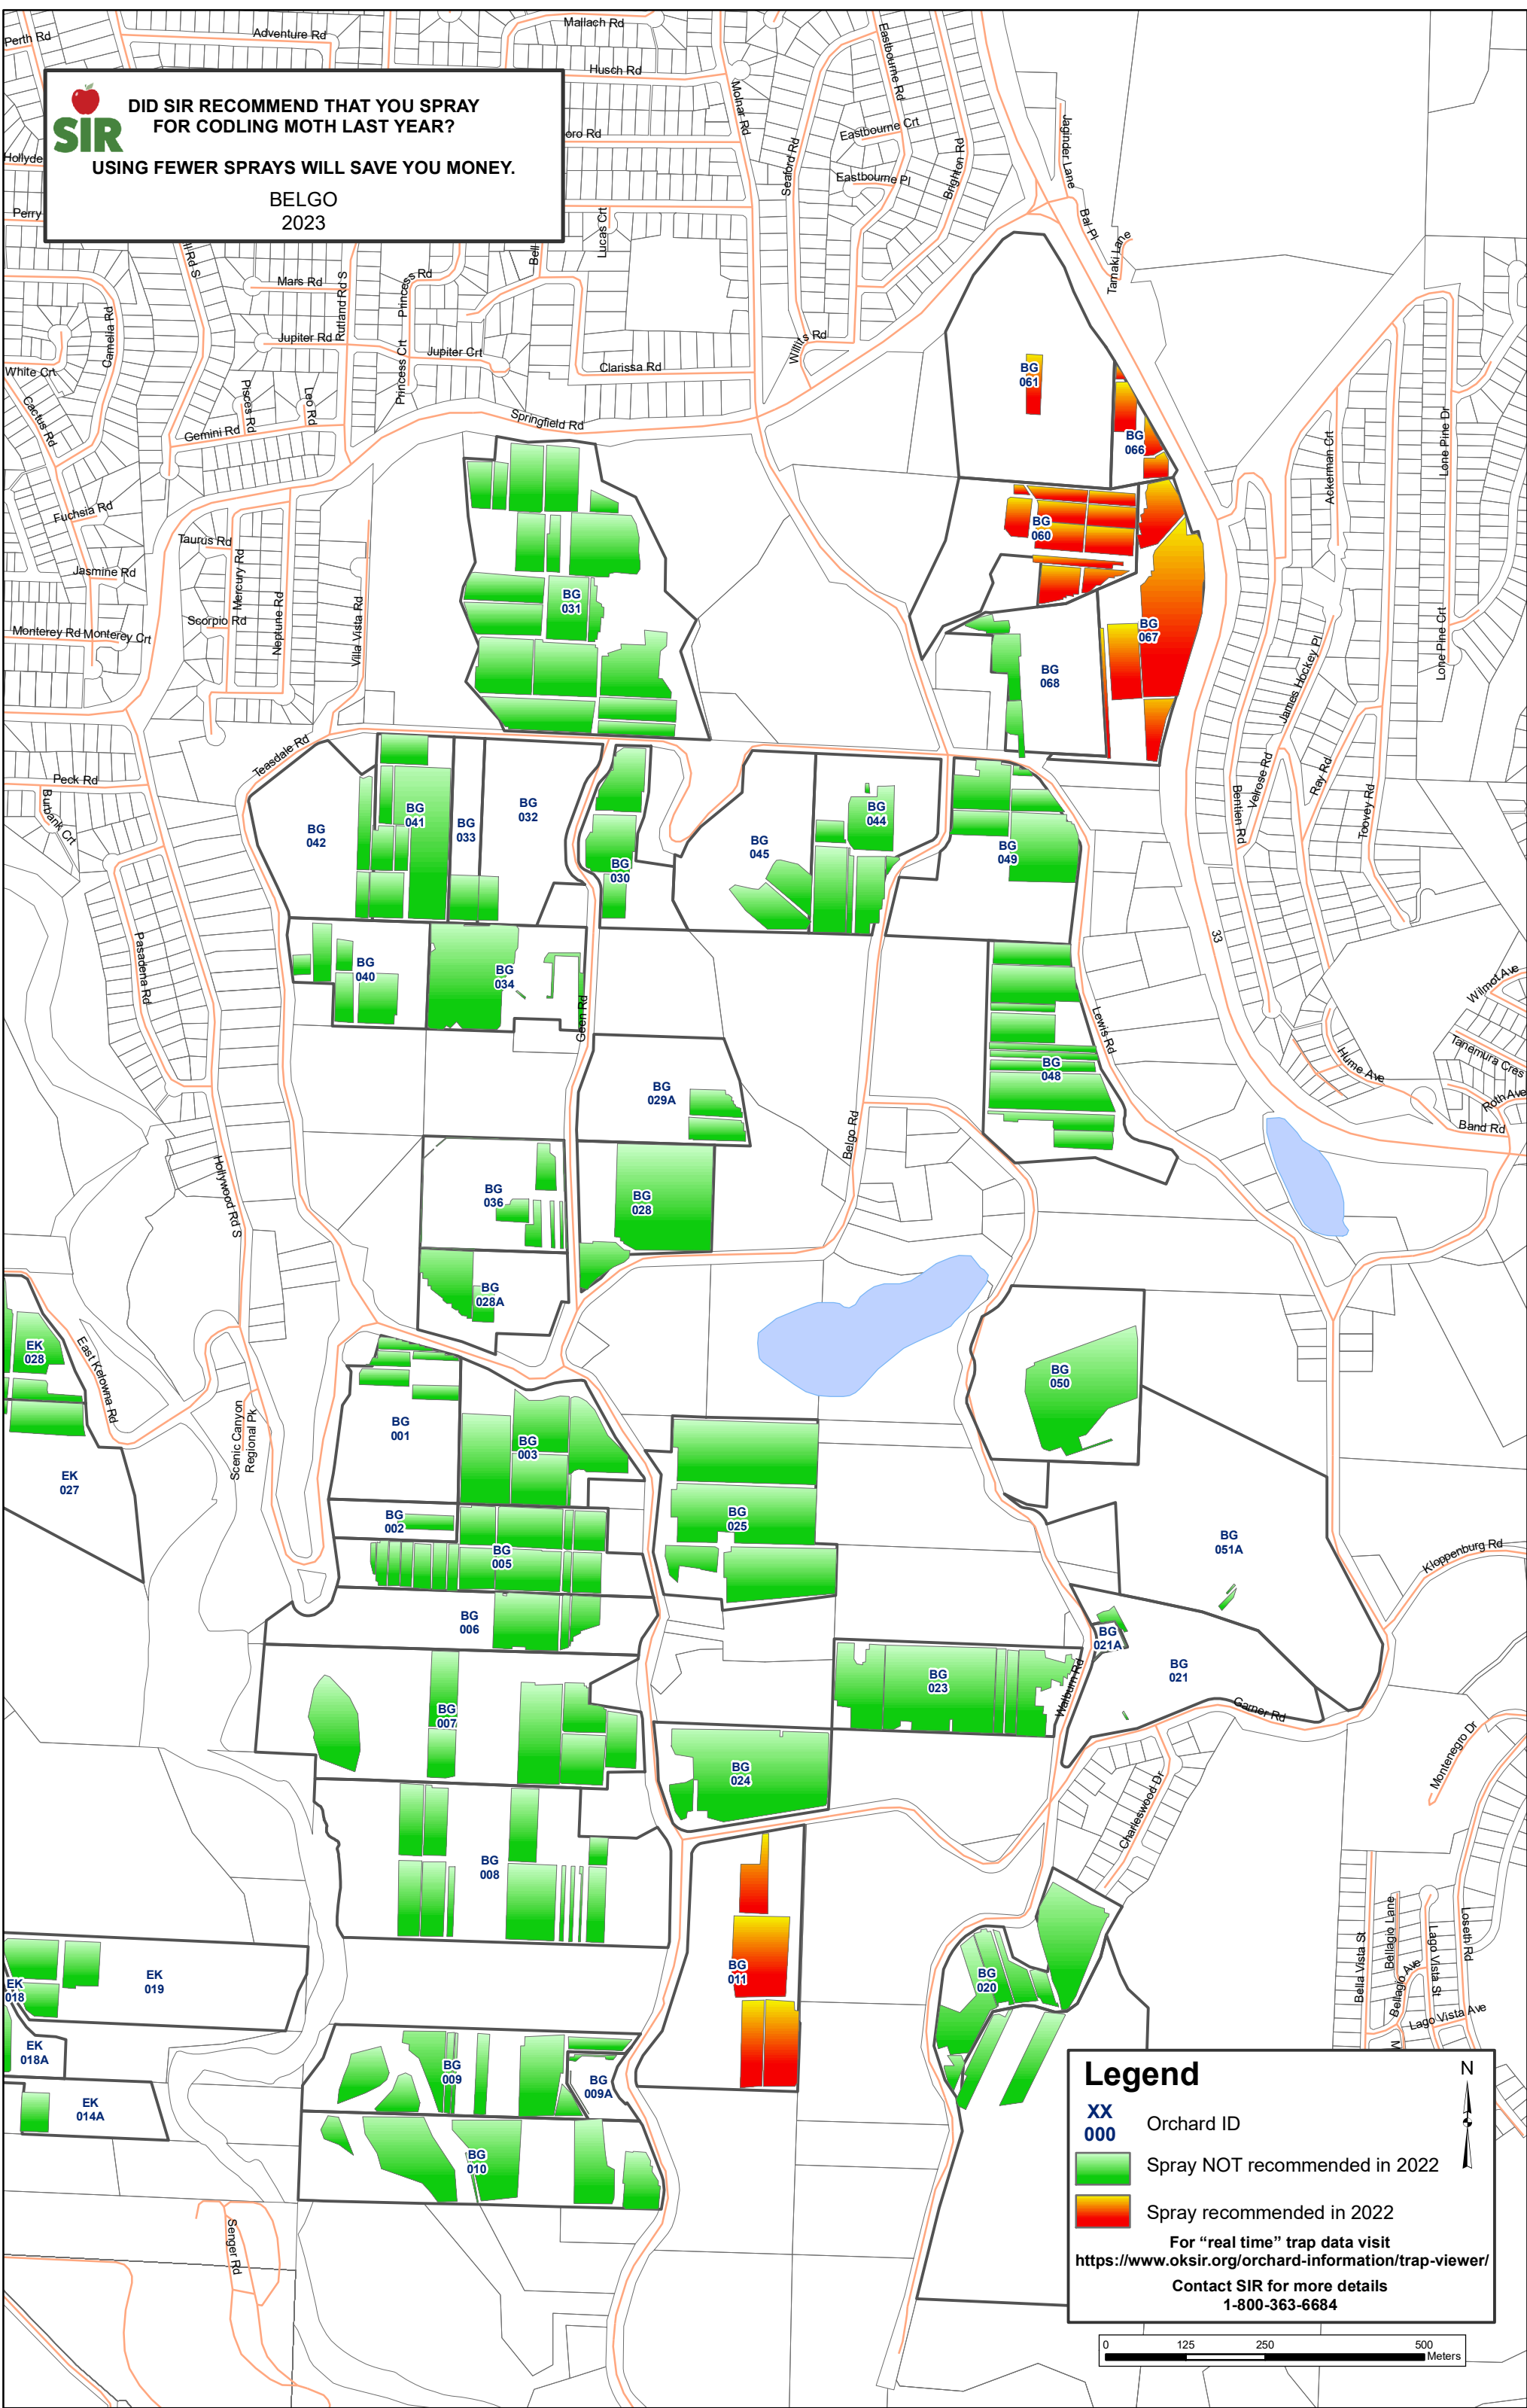 Perth Rd
Adventure Rd
Mallach Rd
Husch Rd
Molnar Rd
oro Rd
Eastbourne Rd
Eastbourne Crt
Eastbourne Pl
Seaford Rd
Brighton Rd
Jaginder Lane
Bal Pl
Tamaki Lane
SIR
DID SIR RECOMMEND THAT YOU SPRAY
FOR CODLING MOTH LAST YEAR?
USING FEWER SPRAYS WILL SAVE YOU MONEY.
BELGO
2023
Hollyde
Perry
Bell
Lucas Crt
Mars Rd
Rutland Rd S
Princess Rd
Camelia Rd
Jupiter Rd
Princess Crt
Jupiter Crt
Clarissa Rd
Willits Rd
White Crt
Cactus Rd
Pisces Rd
Leo Rd
Gemini Rd
Springfield Rd
BG
061
BG
066
Ackerman Crt
Lone Pine Dr
Fuchsia Rd
Taurus Rd
Mercury Rd
Jasmine Rd
Neptune Rd
Scorpio Rd
Villa Vista Rd
Monterey Rd
Monterey Crt
BG
031
BG
060
BG
067
BG
068
James Hockey Pl
Lone Pine Crt
Teasdale Rd
Peck Rd
Burbank Crt
BG
042
BG
041
BG
033
BG
032
BG
030
BG
045
BG
044
BG
049
Velrose Rd
Bentien Rd
Ray Rd
Toovey Rd
33
Pasadena Rd
BG
040
BG
034
Geen Rd
Lewis Rd
Wilmot Ave
Tanemura Cres
Hume Ave
Roth Ave
Band Rd
BG
029A
BG
048
Belgo Rd
Hollywood Rd S
BG
036
BG
028
BG
028A
EK
028
East Kelowna Rd
Scenic Canyon
Regional Pk
EK
027
BG
001
BG
003
BG
050
BG
002
BG
005
BG
025
BG
051A
Kloppenburg Rd
BG
006
BG
021A
BG
021
BG
023
Walburn Rd
Garner Rd
BG
007
BG
024
Montenegro Dr
Charleswood Dr
BG
008
BG
011
BG
020
Bella Vista St
Bellagio Lane
Bellagio Ave
Lago Vista St
Loseth Rd
Lago Vista Ave
M
EK
019
EK
018
EK
018A
EK
014A
BG
009
BG
009A
BG
010
Senger Rd
Legend
N
XX
000
Orchard ID
Spray NOT recommended in 2022
Spray recommended in 2022
For “real time” trap data visit
https://www.oksir.org/orchard-information/trap-viewer/
Contact SIR for more details
1-800-363-6684
0 125 250 500
Meters